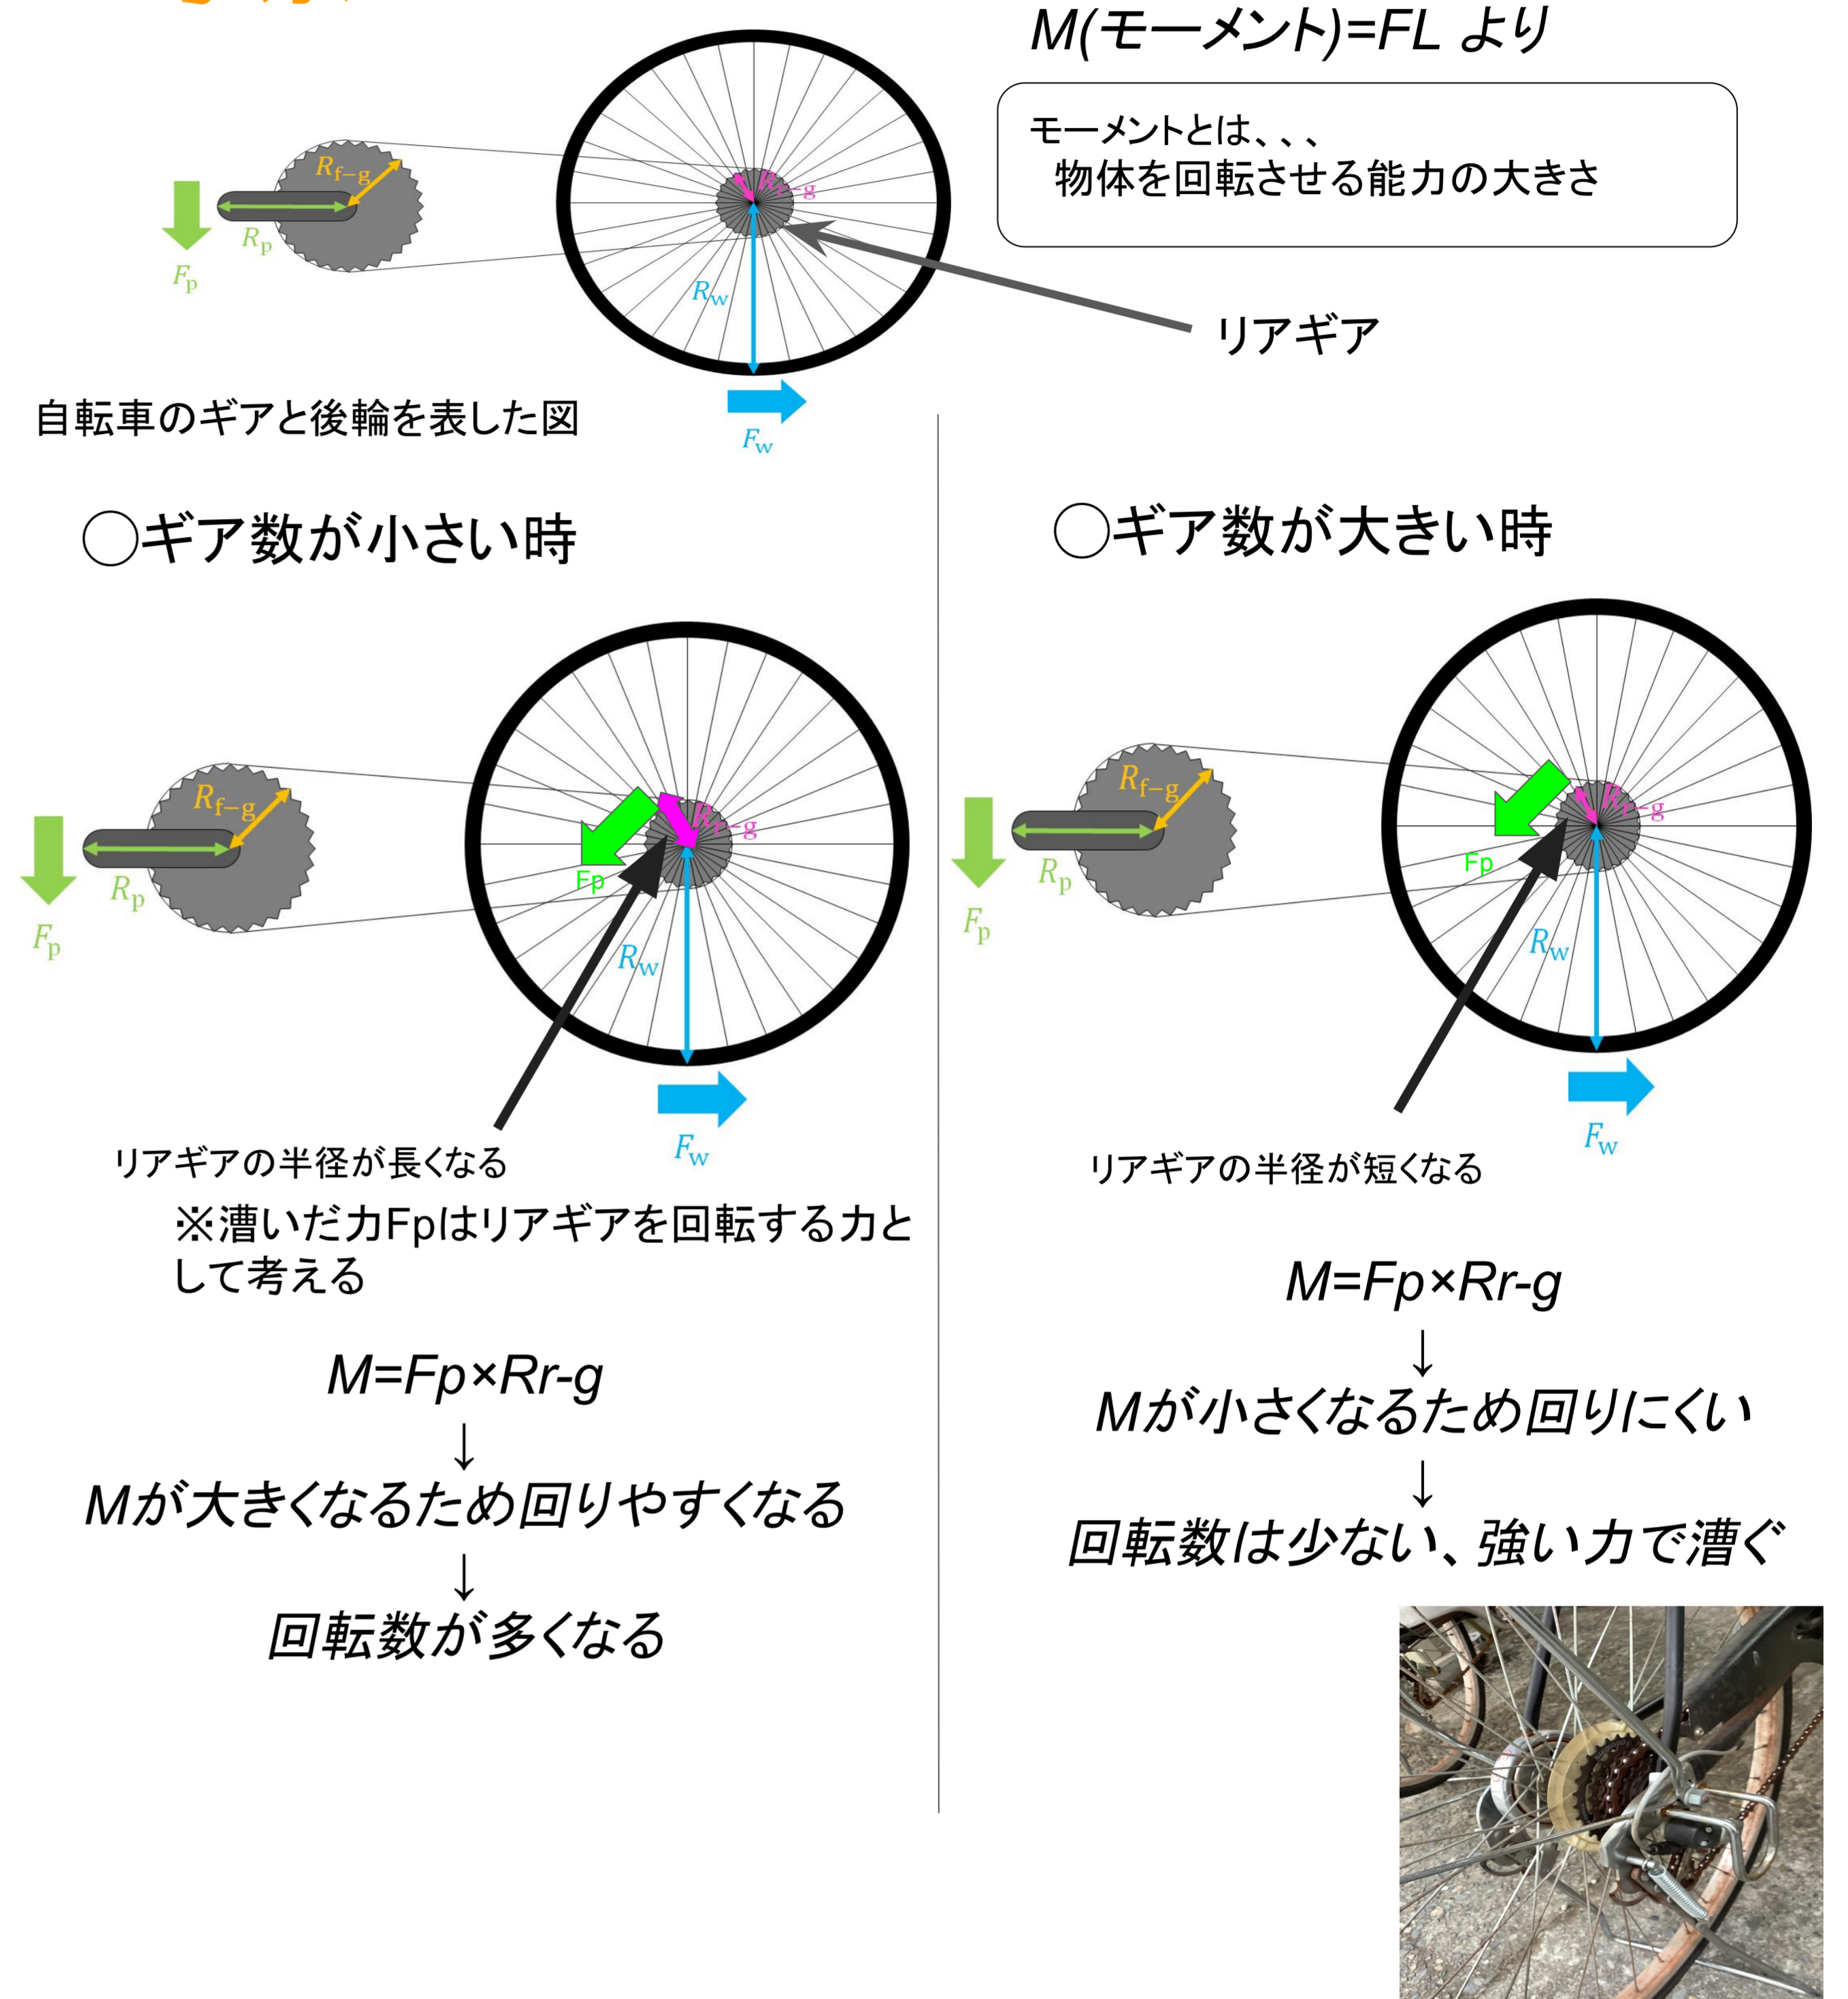 M(モーメント)=FL より
モーメントとは、、、
物体を回転させる能力の大きさ
Rf−g
Rr−g
Rp
Fp
Rw
リアギア
Fw
自転車のギアと後輪を表した図
◯ギア数が小さい時
Rf−g
Rr−g
Fp
Rp
Fp
Rw
Fw
リアギアの半径が長くなる
※漕いだ力Fpはリアギアを回転する力と
して考える
M=Fp×Rr-g
↓
Mが大きくなるため回りやすくなる
↓
回転数が多くなる
◯ギア数が大きい時
Rf−g
Rr−g
Fp
Rp
Fp
Rw
Fw
リアギアの半径が短くなる
M=Fp×Rr-g
↓
Mが小さくなるため回りにくい
↓
回転数は少ない、強い力で漕ぐ